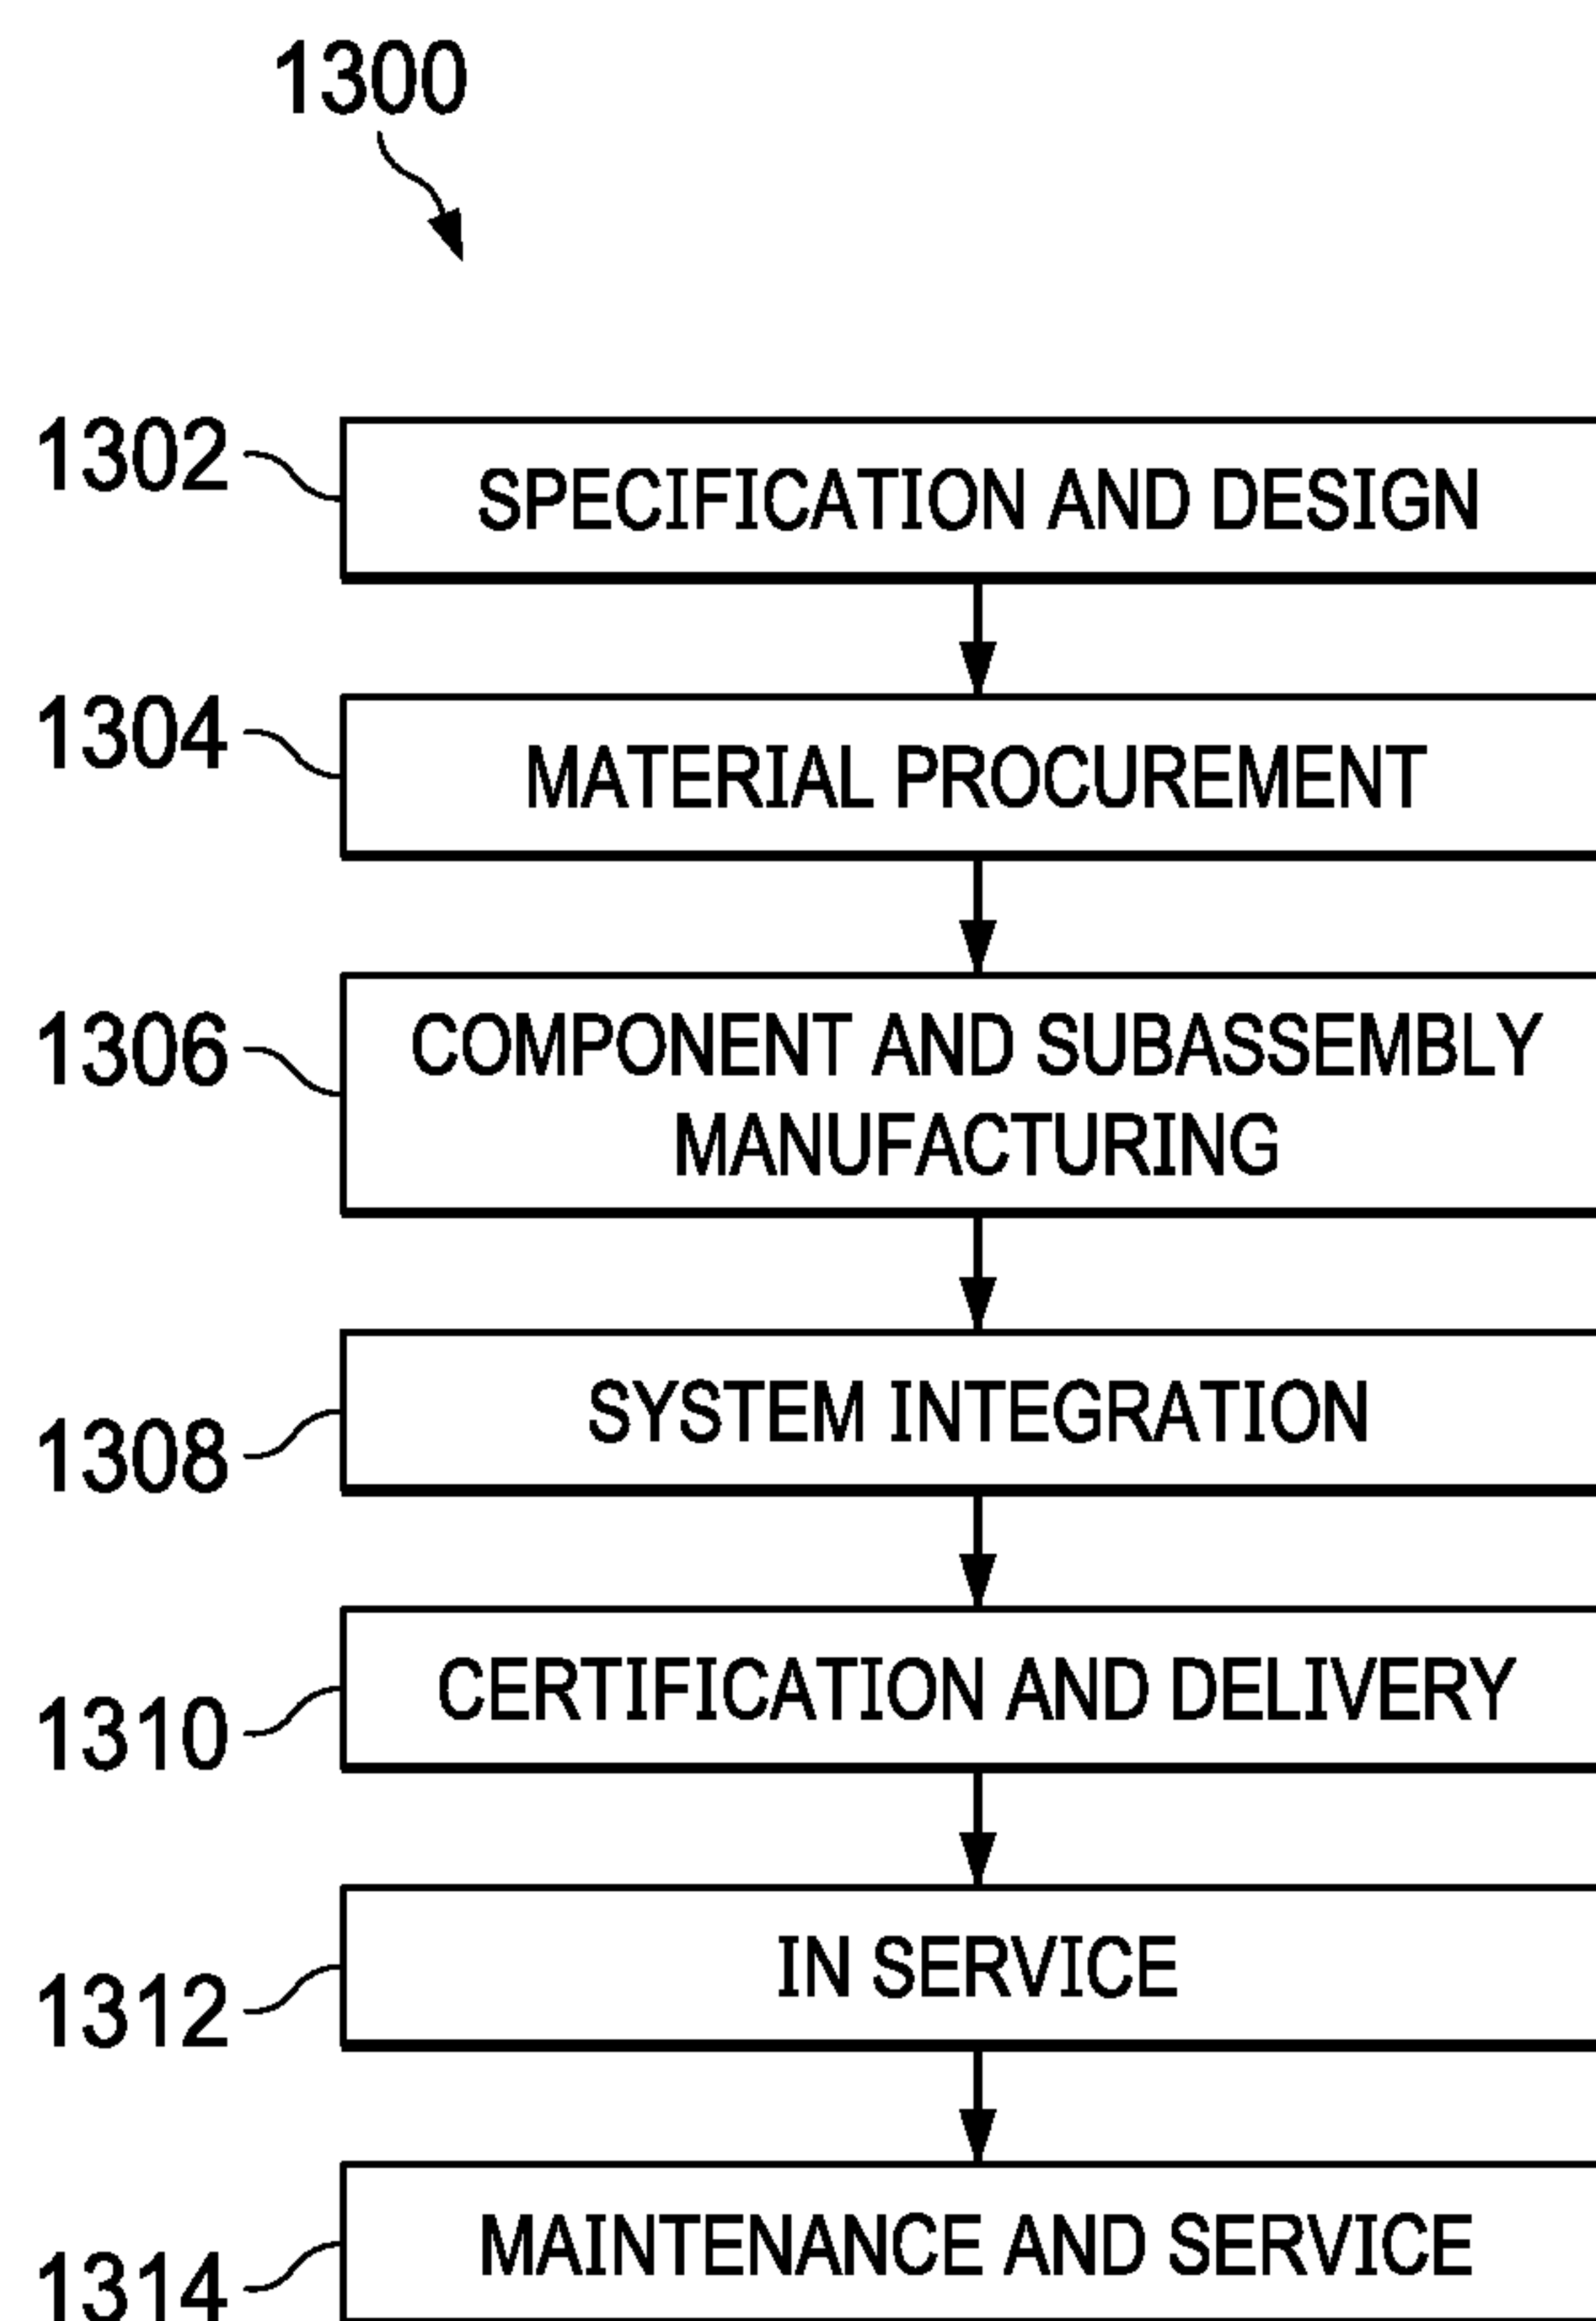 1300
1302
SPECIFICATION AND DESIGN
1304
MATERIAL PROCUREMENT
1306
COMPONENT AND SUBASSEMBLY
MANUFACTURING
1308
SYSTEM INTEGRATION
1310
CERTIFICATION AND DELIVERY
1312
IN SERVICE
1314
MAINTENANCE AND SERVICE